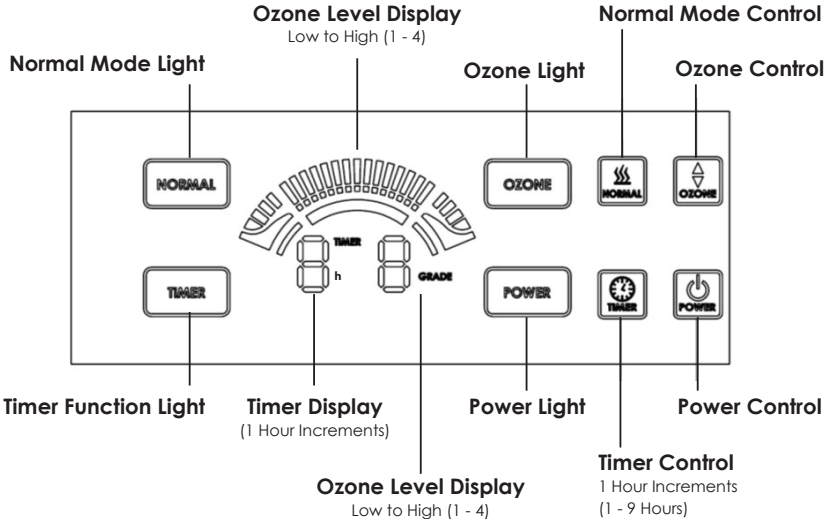 Ozone Level Display
Low to High (1 - 4)
Normal Mode Control
Normal Mode Light
Ozone Light
Ozone Control
NORMAL
OZONE
NORMAL
OZONE
TIMER
h
GRADE
TIMER
POWER
TIMER
POWER
Timer Function Light
Timer Display
(1 Hour Increments)
Power Light
Power Control
Ozone Level Display
Low to High (1 - 4)
Timer Control
1 Hour Increments
(1 - 9 Hours)